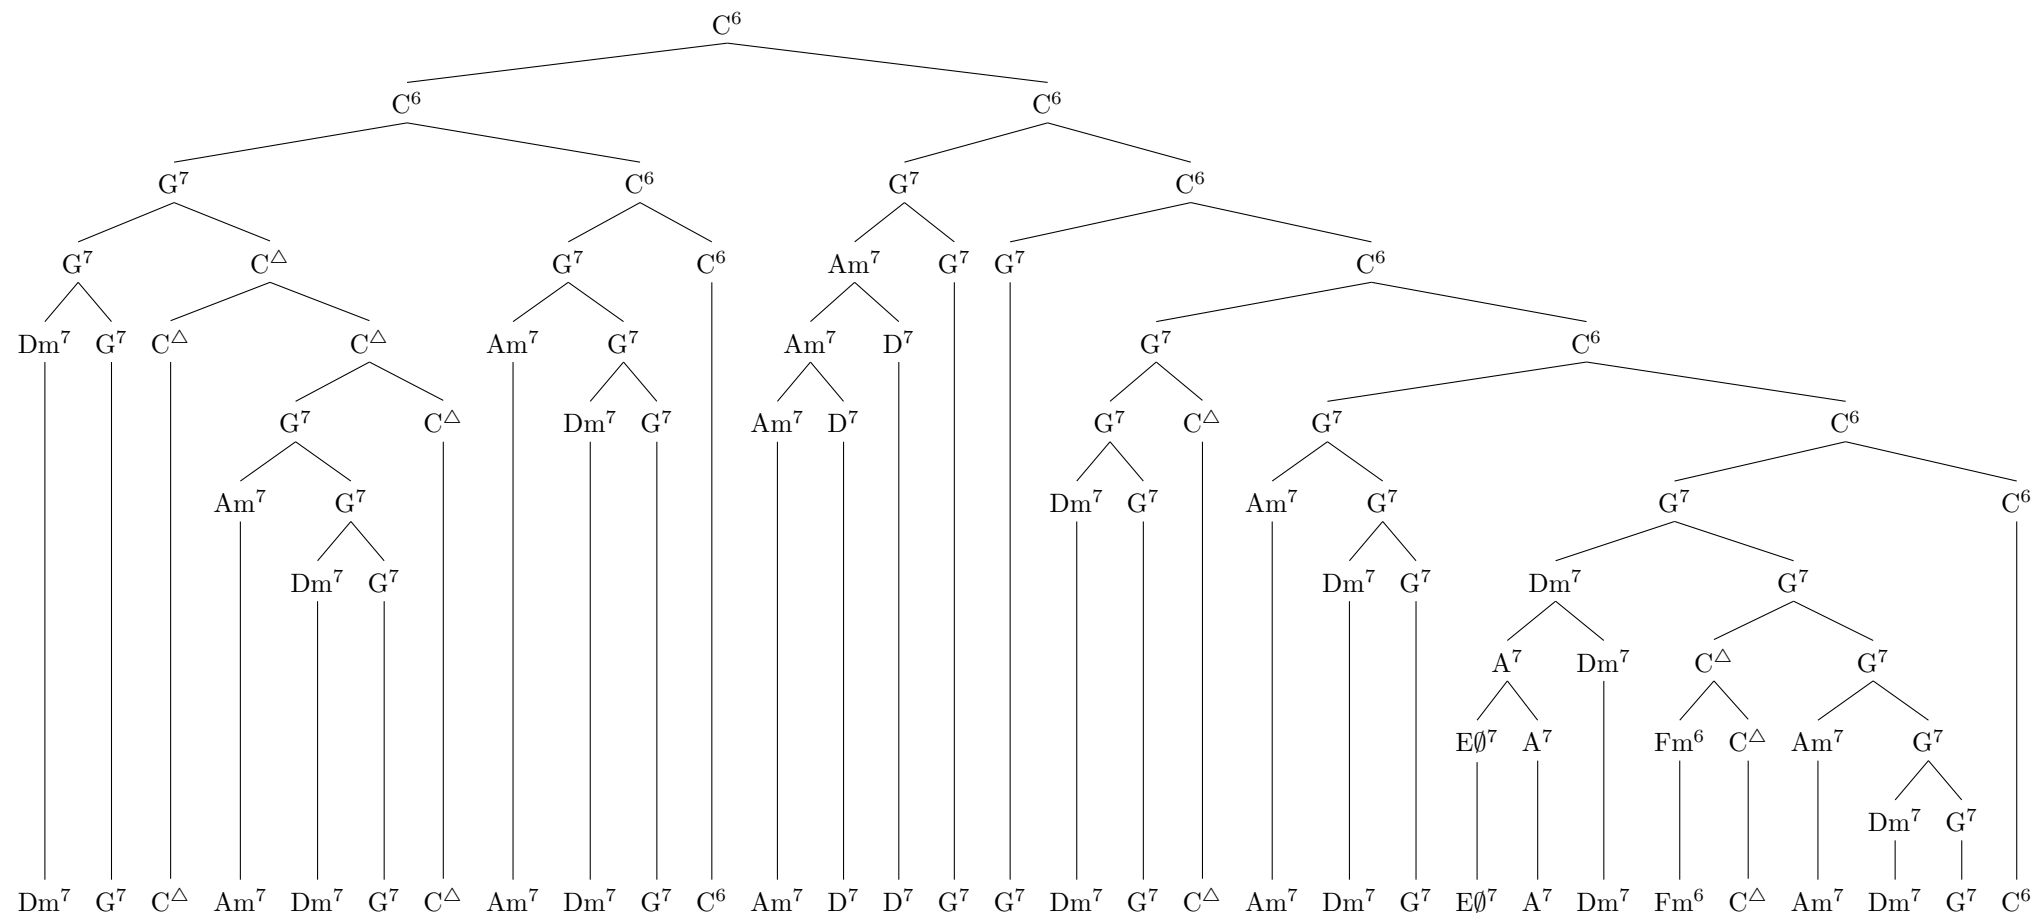 C⁶
C⁶ C⁶
G⁷ C⁶ G⁷ C⁶
G⁷ C△ G⁷ C⁶ Am⁷ G⁷ G⁷ C⁶
Dm⁷ G⁷ C△ C△ Am⁷ G⁷ Am⁷ D⁷ G⁷ C⁶
G⁷ C△ Dm⁷ G⁷ Am⁷ D⁷ G⁷ C△ G⁷ C⁶
Am⁷ G⁷ Dm⁷ G⁷ Am⁷ G⁷ G⁷ C⁶
Dm⁷ G⁷ Dm⁷ G⁷ Dm⁷ G⁷
A⁷ Dm⁷ C△ G⁷
E∅⁷ A⁷ Fm⁶ C△ Am⁷ G⁷
Dm⁷ G⁷
Dm⁷ G⁷ C△ Am⁷ Dm⁷ G⁷ C△ Am⁷ Dm⁷ G⁷ C⁶ Am⁷ D⁷ D⁷ G⁷ G⁷ Dm⁷ G⁷ C△ Am⁷ Dm⁷ G⁷ E∅⁷ A⁷ Dm⁷ Fm⁶ C△ Am⁷ Dm⁷ G⁷ C⁶